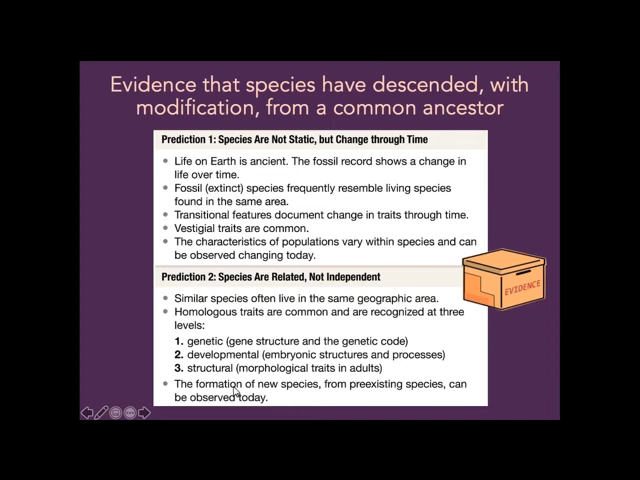 Evidence that species have descended, with
modification, from a common ancestor
Prediction 1: Species Are Not Static, but Change through Time
• Life on Earth is ancient. The fossil record shows a change in
life over time.
• Fossil (extinct) species frequently resemble living species
found in the same area.
• Transitional features document change in traits through time.
• Vestigial traits are common.
• The characteristics of populations vary within species and can
be observed changing today.
Prediction 2: Species Are Related, Not Independent
• Similar species often live in the same geographic area.
• Homologous traits are common and are recognized at three
levels:
1. genetic (gene structure and the genetic code)
2. developmental (embryonic structures and processes)
3. structural (morphological traits in adults)
• The formation of new species, from preexisting species, can
be observed today.
EVIDENCE